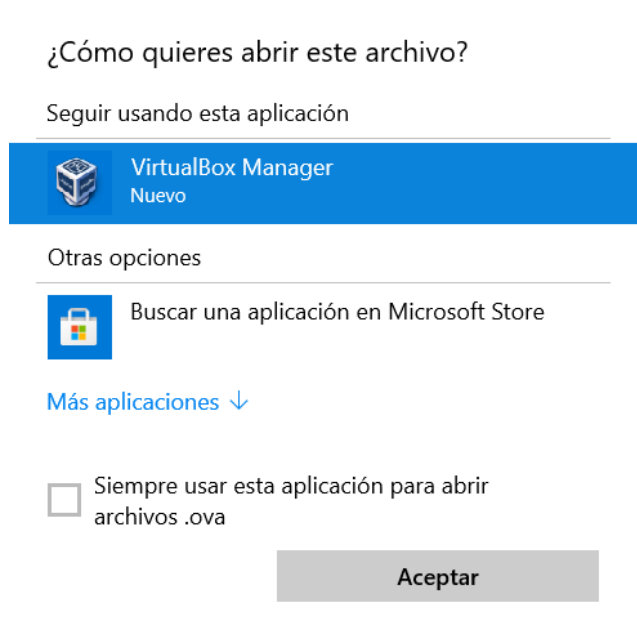 ¿Cómo quieres abrir este archivo?
Seguir usando esta aplicación
VirtualBox Manager
Nuevo
Otras opciones
Buscar una aplicación en Microsoft Store
Más aplicaciones ↓
Siempre usar esta aplicación para abrir
archivos .ova
Aceptar